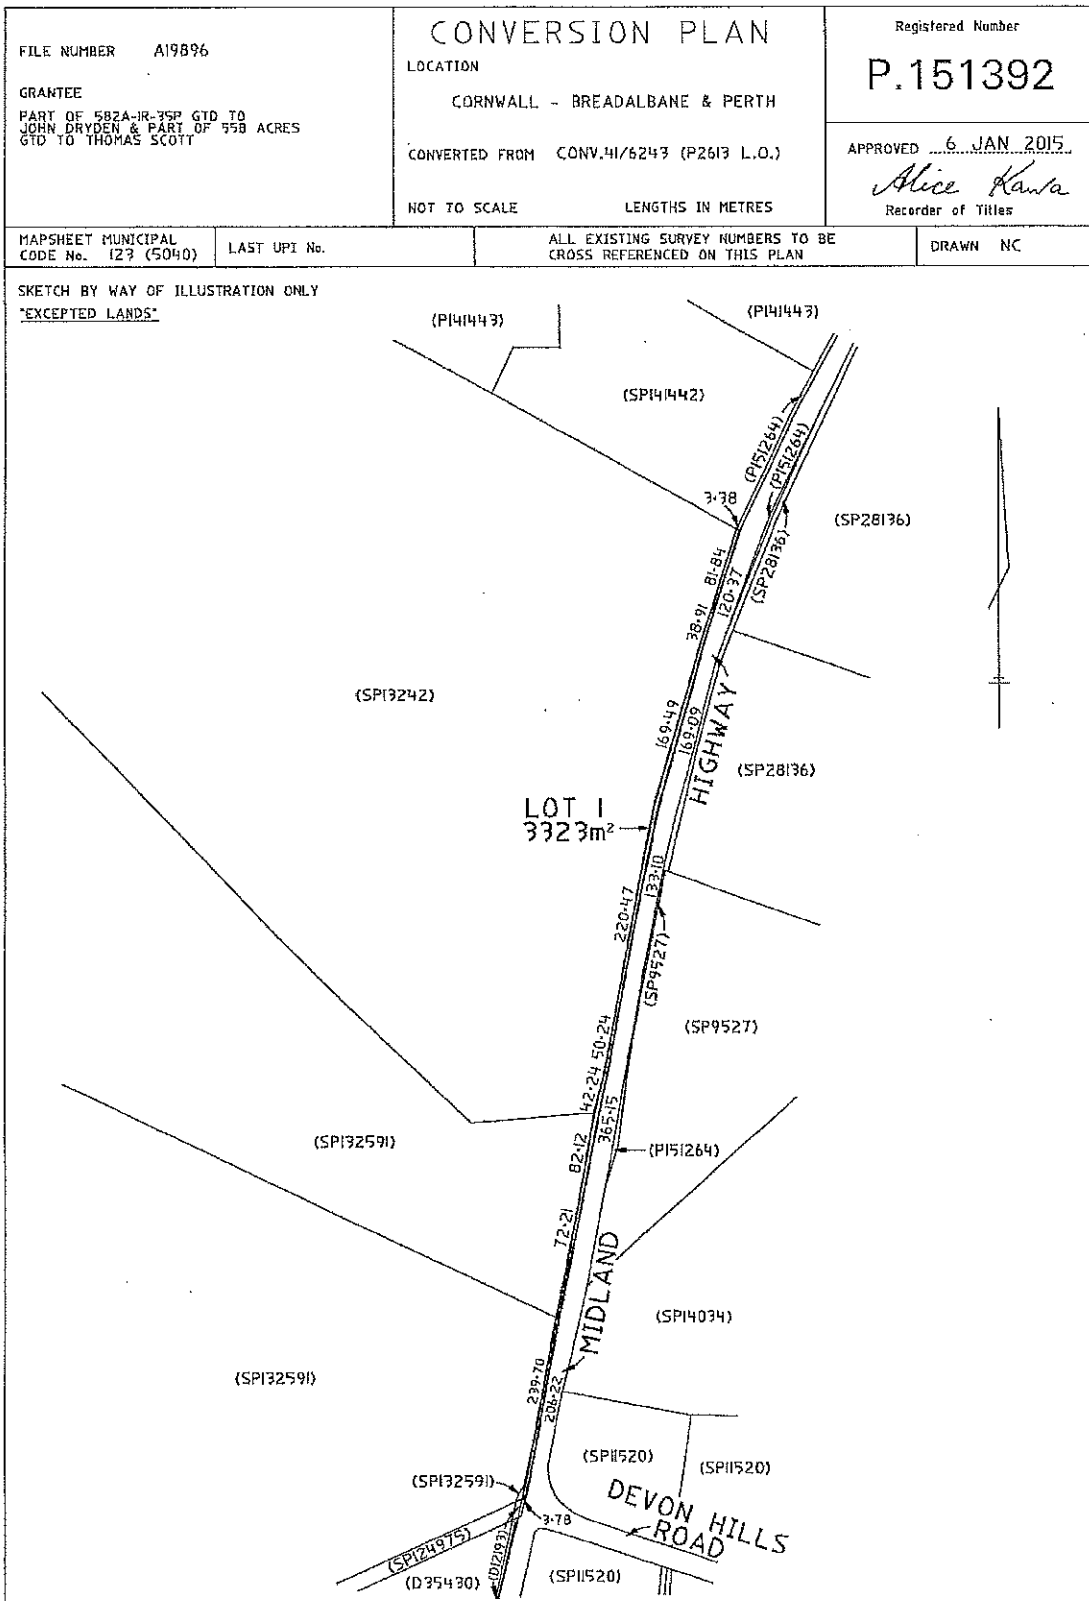 FILE NUMBER A19896
GRANTEE
PART OF 582A-1R-35P GTD TO
JOHN DRYDEN & PART OF 558 ACRES
GTD TO THOMAS SCOTT
CONVERSION PLAN
LOCATION
CORNWALL - BREADALBANE & PERTH
CONVERTED FROM CONV.41/6243 (P2613 L.O.)
NOT TO SCALE LENGTHS IN METRES
Registered Number
P.151392
APPROVED 6 JAN 2015
Alice Kawa
Recorder of Titles
MAPSHEET MUNICIPAL
CODE No. 123 (5040)
LAST UPI No.
ALL EXISTING SURVEY NUMBERS TO BE
CROSS REFERENCED ON THIS PLAN
DRAWN NC
SKETCH BY WAY OF ILLUSTRATION ONLY
"EXCEPTED LANDS"
(P141443)
(P141443)
(SP141442)
(P151264)
(P151264)
3·38
(SP28136)
(SP28136)
81·84
120·37
38·91
(SP13242)
169·49
169·09
HIGHWAY
(SP28136)
LOT 1
3323m²
133·10
220·47
(SP9527)
(SP9527)
50·24
42·24
365·15
(SP132591)
82·12
(P151264)
72·21
MIDLAND
(SP14034)
(SP132591)
239·70
206·22
(SP11520)
(SP11520)
(SP132591)
DEVON HILLS
ROAD
3·78
(SP124975)
(D12193)
(D35430)
(SP11520)